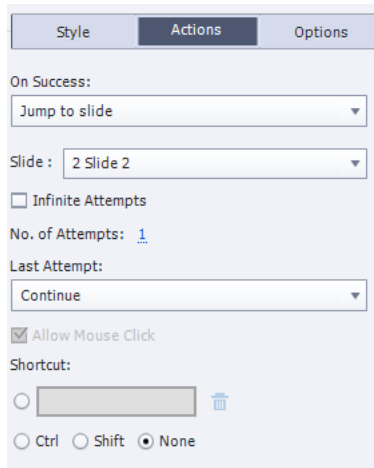 Style Actions Options
On Success:
Jump to slide
Slide : 2 Slide 2
Infinite Attempts
No. of Attempts: 1
Last Attempt:
Continue
Allow Mouse Click
Shortcut:
Ctrl Shift None